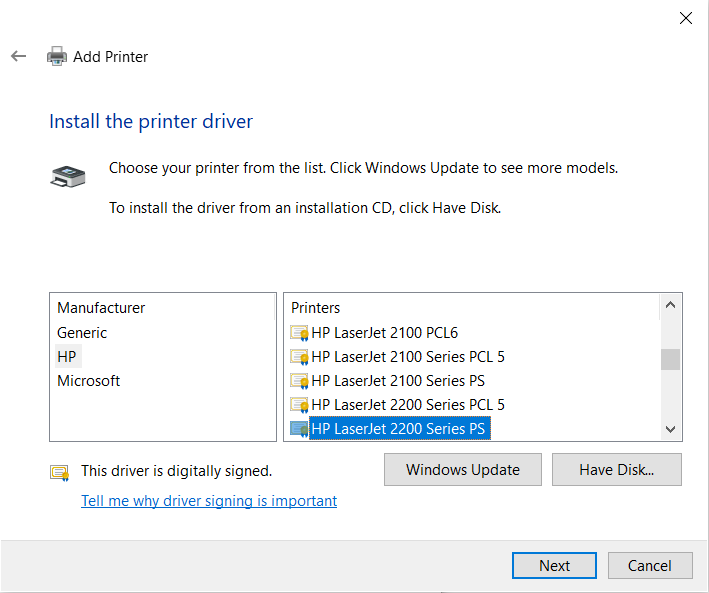 Add Printer
Install the printer driver
Choose your printer from the list. Click Windows Update to see more models.
To install the driver from an installation CD, click Have Disk.
Manufacturer
Generic
HP
Microsoft
Printers
HP LaserJet 2100 PCL6
HP LaserJet 2100 Series PCL 5
HP LaserJet 2100 Series PS
HP LaserJet 2200 Series PCL 5
HP LaserJet 2200 Series PS
This driver is digitally signed.
Windows Update
Have Disk...
Tell me why driver signing is important
Next
Cancel